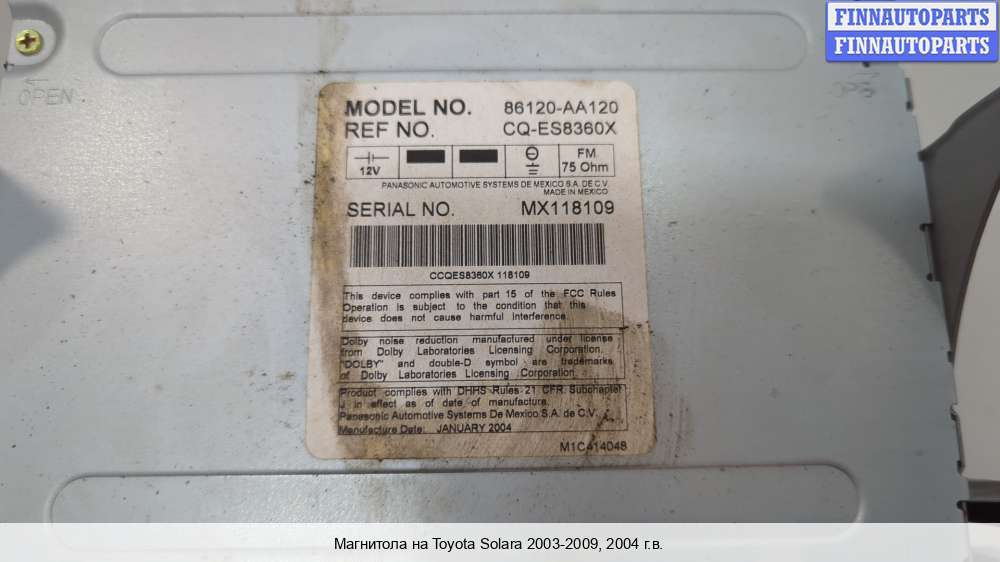 FINNAUTOPARTS
FINNAUTOPARTS
OPEN
OPEN
MODEL NO. 86120-AA120
REF NO. CQ-ES8360X
12V
FM
75 Ohm
PANASONIC AUTOMOTIVE SYSTEMS DE MEXICO S.A. DE C.V.
MADE IN MEXICO
SERIAL NO. MX118109
CCQES8360X 118109
This device complies with part 15 of the FCC Rules
Operation is subject to the condition that this
device does not cause harmful interference.
Dolby noise reduction manufactured under license
from Dolby Laboratories Licensing Corporation.
"DOLBY" and double-D symbol are trademarks
of Dolby Laboratories Licensing Corporation.
Product complies with DHHS Rules 21 CFR Subchapter
J in effect as of date of manufacture.
Panasonic Automotive Systems De Mexico S.A. de C.V.
Manufacture Date: JANUARY 2004
M1C414048
Магнитола на Toyota Solara 2003-2009, 2004 г.в.